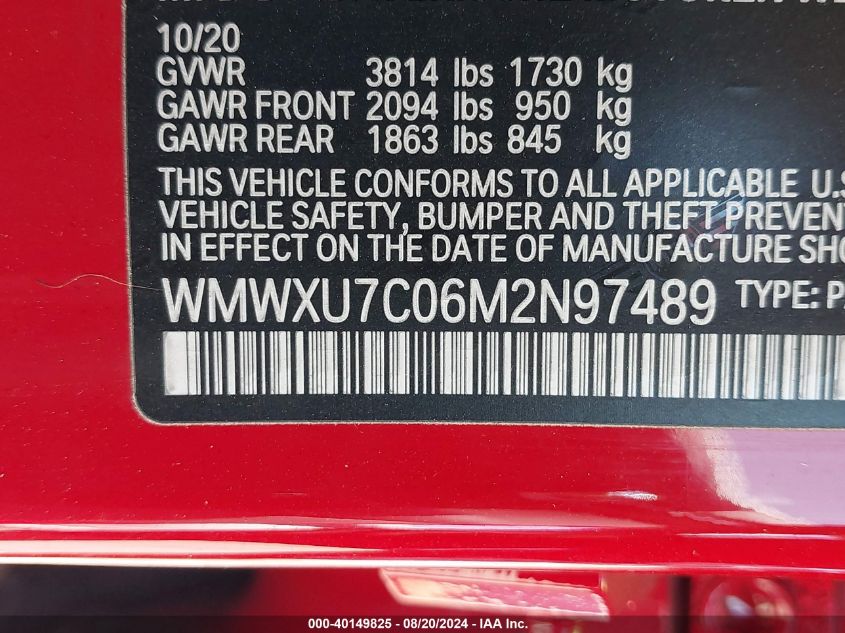 10/20
GVWR 3814 lbs 1730 kg
GAWR FRONT 2094 lbs 950 kg
GAWR REAR 1863 lbs 845 kg
THIS VEHICLE CONFORMS TO ALL APPLICABLE U.S
VEHICLE SAFETY, BUMPER AND THEFT PREVENT
IN EFFECT ON THE DATE OF MANUFACTURE SHO
WMWXU7C06M2N97489 TYPE: P
000-40149825 - 08/20/2024 - IAA Inc.